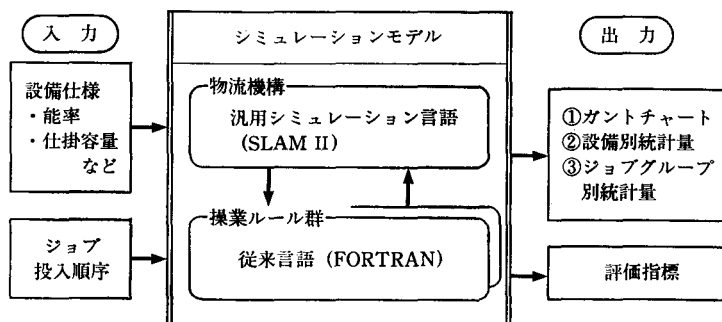 入力
設備仕様
・能率
・仕掛容量
など
ジョブ
投入順序
シミュレーションモデル
物流機構
汎用シミュレーション言語
(SLAM II)
操業ルール群
従来言語 (FORTRAN)
出力
①ガントチャート
②設備別統計量
③ジョブグループ
別統計量
評価指標